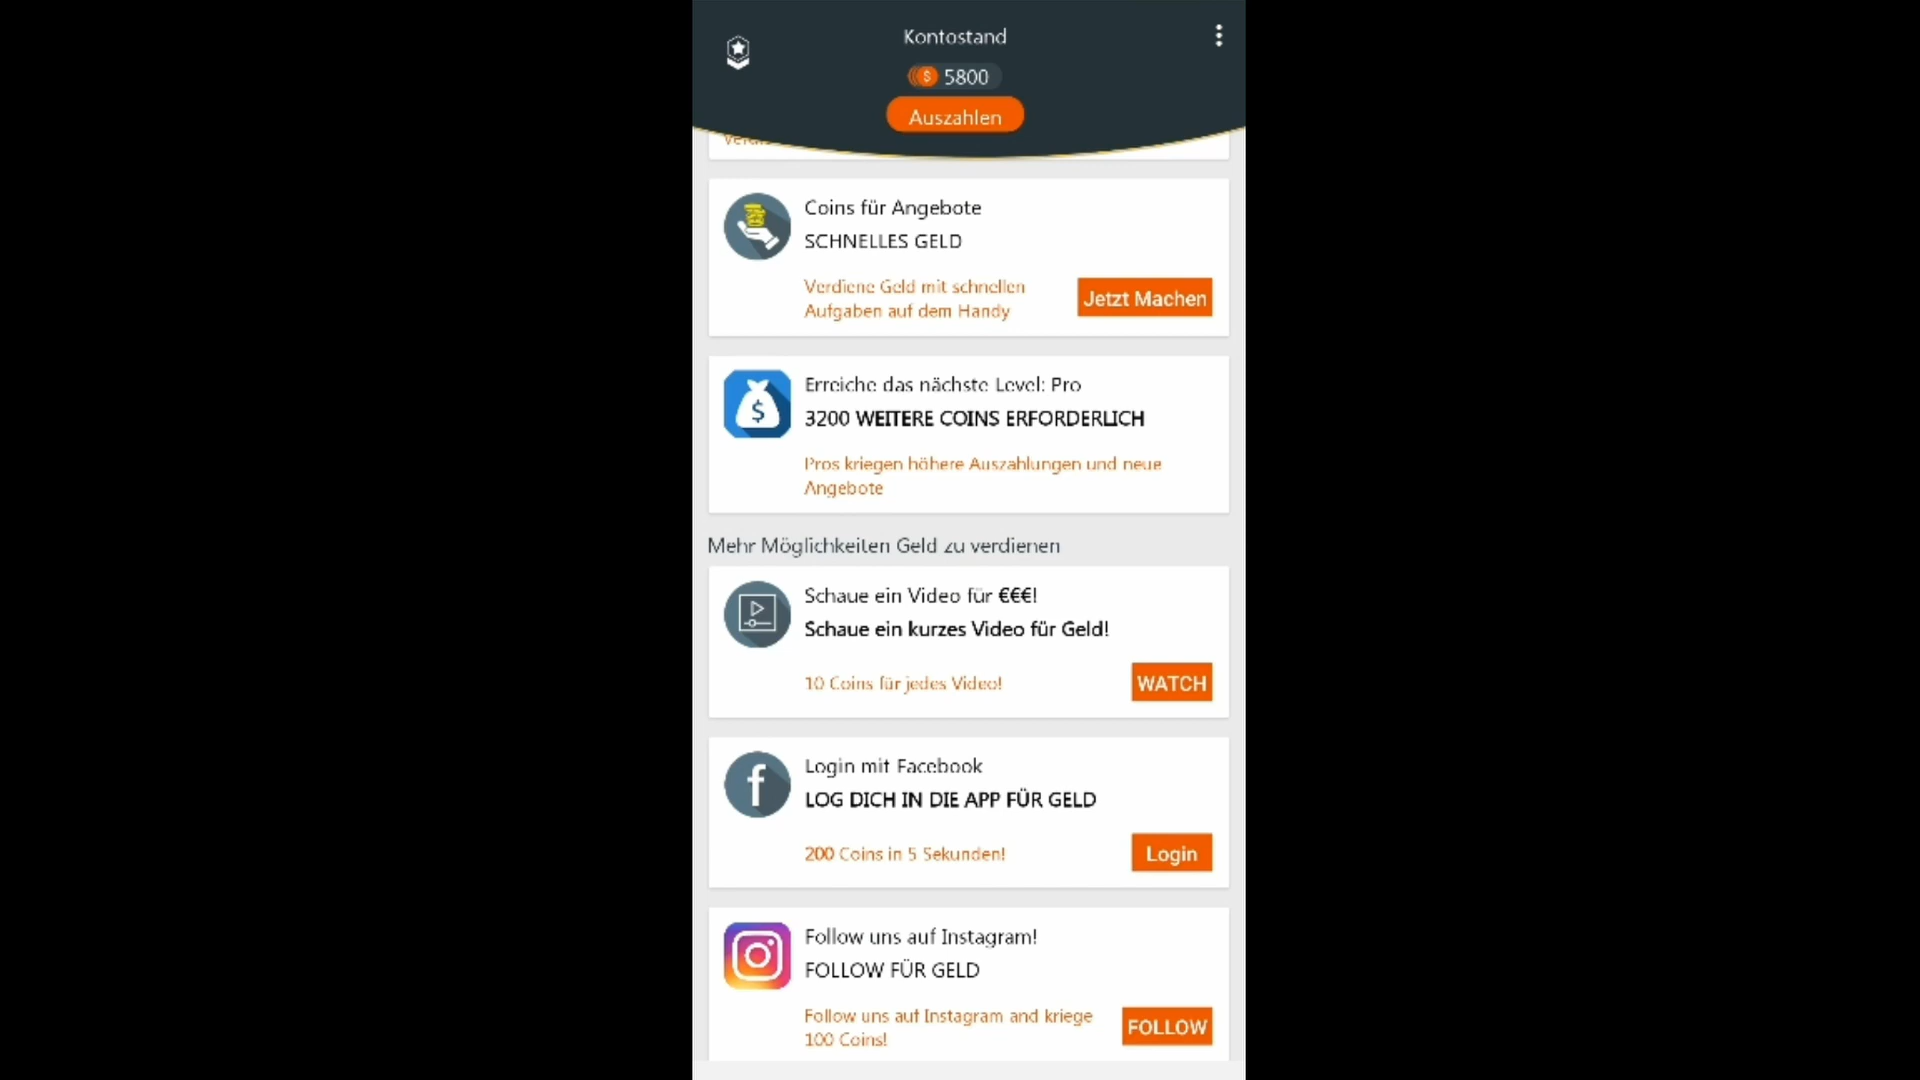 Kontostand
5800
Auszahlen
Coins für Angebote
SCHNELLES GELD
Verdiene Geld mit schnellen
Aufgaben auf dem Handy
Jetzt Machen
Erreiche das nächste Level: Pro
3200 WEITERE COINS ERFORDERLICH
Pros kriegen höhere Auszahlungen und neue
Angebote
Mehr Möglichkeiten Geld zu verdienen
Schaue ein Video für €€€!
Schaue ein kurzes Video für Geld!
10 Coins für jedes Video!
WATCH
Login mit Facebook
LOG DICH IN DIE APP FÜR GELD
200 Coins in 5 Sekunden!
Login
Follow uns auf Instagram!
FOLLOW FÜR GELD
Follow uns auf Instagram and kriege
100 Coins!
FOLLOW